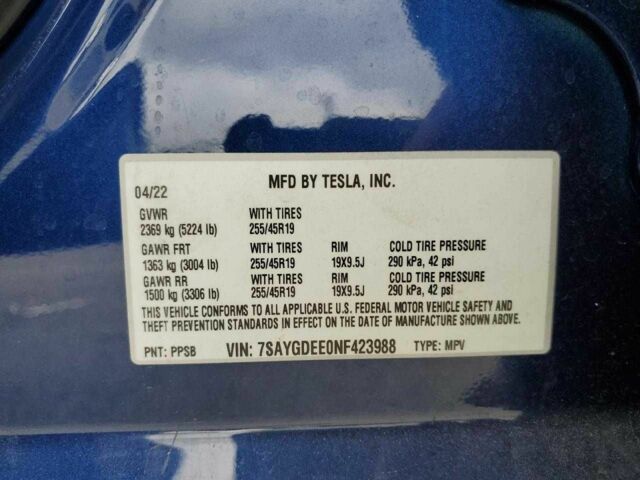 04/22 MFD BY TESLA, INC.
GVWR WITH TIRES
2369 kg (5224 lb) 255/45R19
GAWR FRT WITH TIRES RIM COLD TIRE PRESSURE
1363 kg (3004 lb) 255/45R19 19X9.5J 290 kPa, 42 psi
GAWR RR WITH TIRES RIM COLD TIRE PRESSURE
1500 kg (3306 lb) 255/45R19 19X9.5J 290 kPa, 42 psi
THIS VEHICLE CONFORMS TO ALL APPLICABLE U.S. FEDERAL MOTOR VEHICLE SAFETY AND
THEFT PREVENTION STANDARDS IN EFFECT ON THE DATE OF MANUFACTURE SHOWN ABOVE.
PNT: PPSB VIN: 7SAYGDEE0NF423988 TYPE: MPV